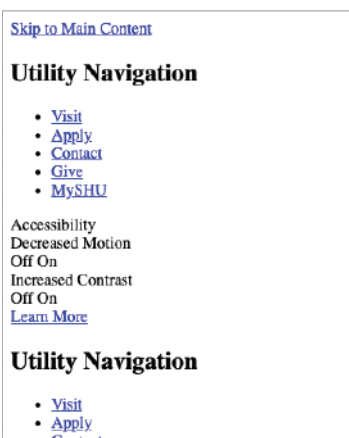 Skip to Main Content
Utility Navigation
Visit
Apply
Contact
Give
MySHU
Accessibility
Decreased Motion
Off On
Increased Contrast
Off On
Learn More
Utility Navigation
Visit
Apply